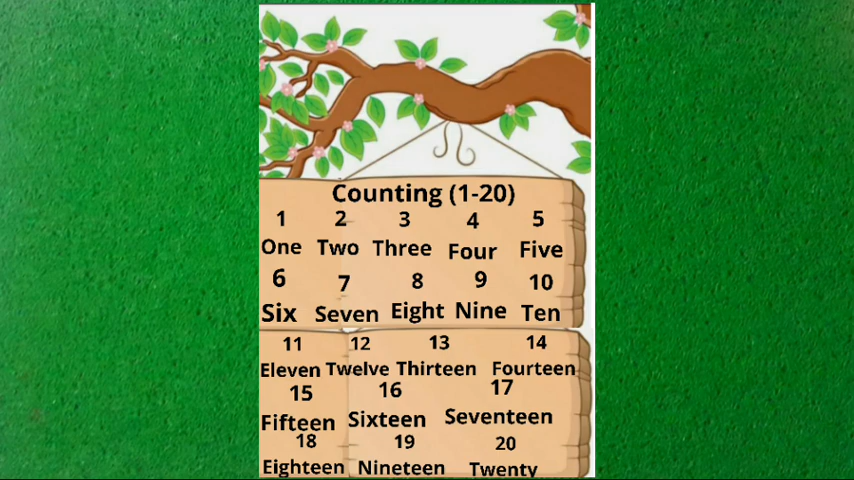 Counting (1-20)
1 2 3 4 5
One Two Three Four Five
6 7 8 9 10
Six Seven Eight Nine Ten
11 12 13 14
Eleven Twelve Thirteen Fourteen
15 16 17
Fifteen Sixteen Seventeen
18 19 20
Eighteen Nineteen Twenty